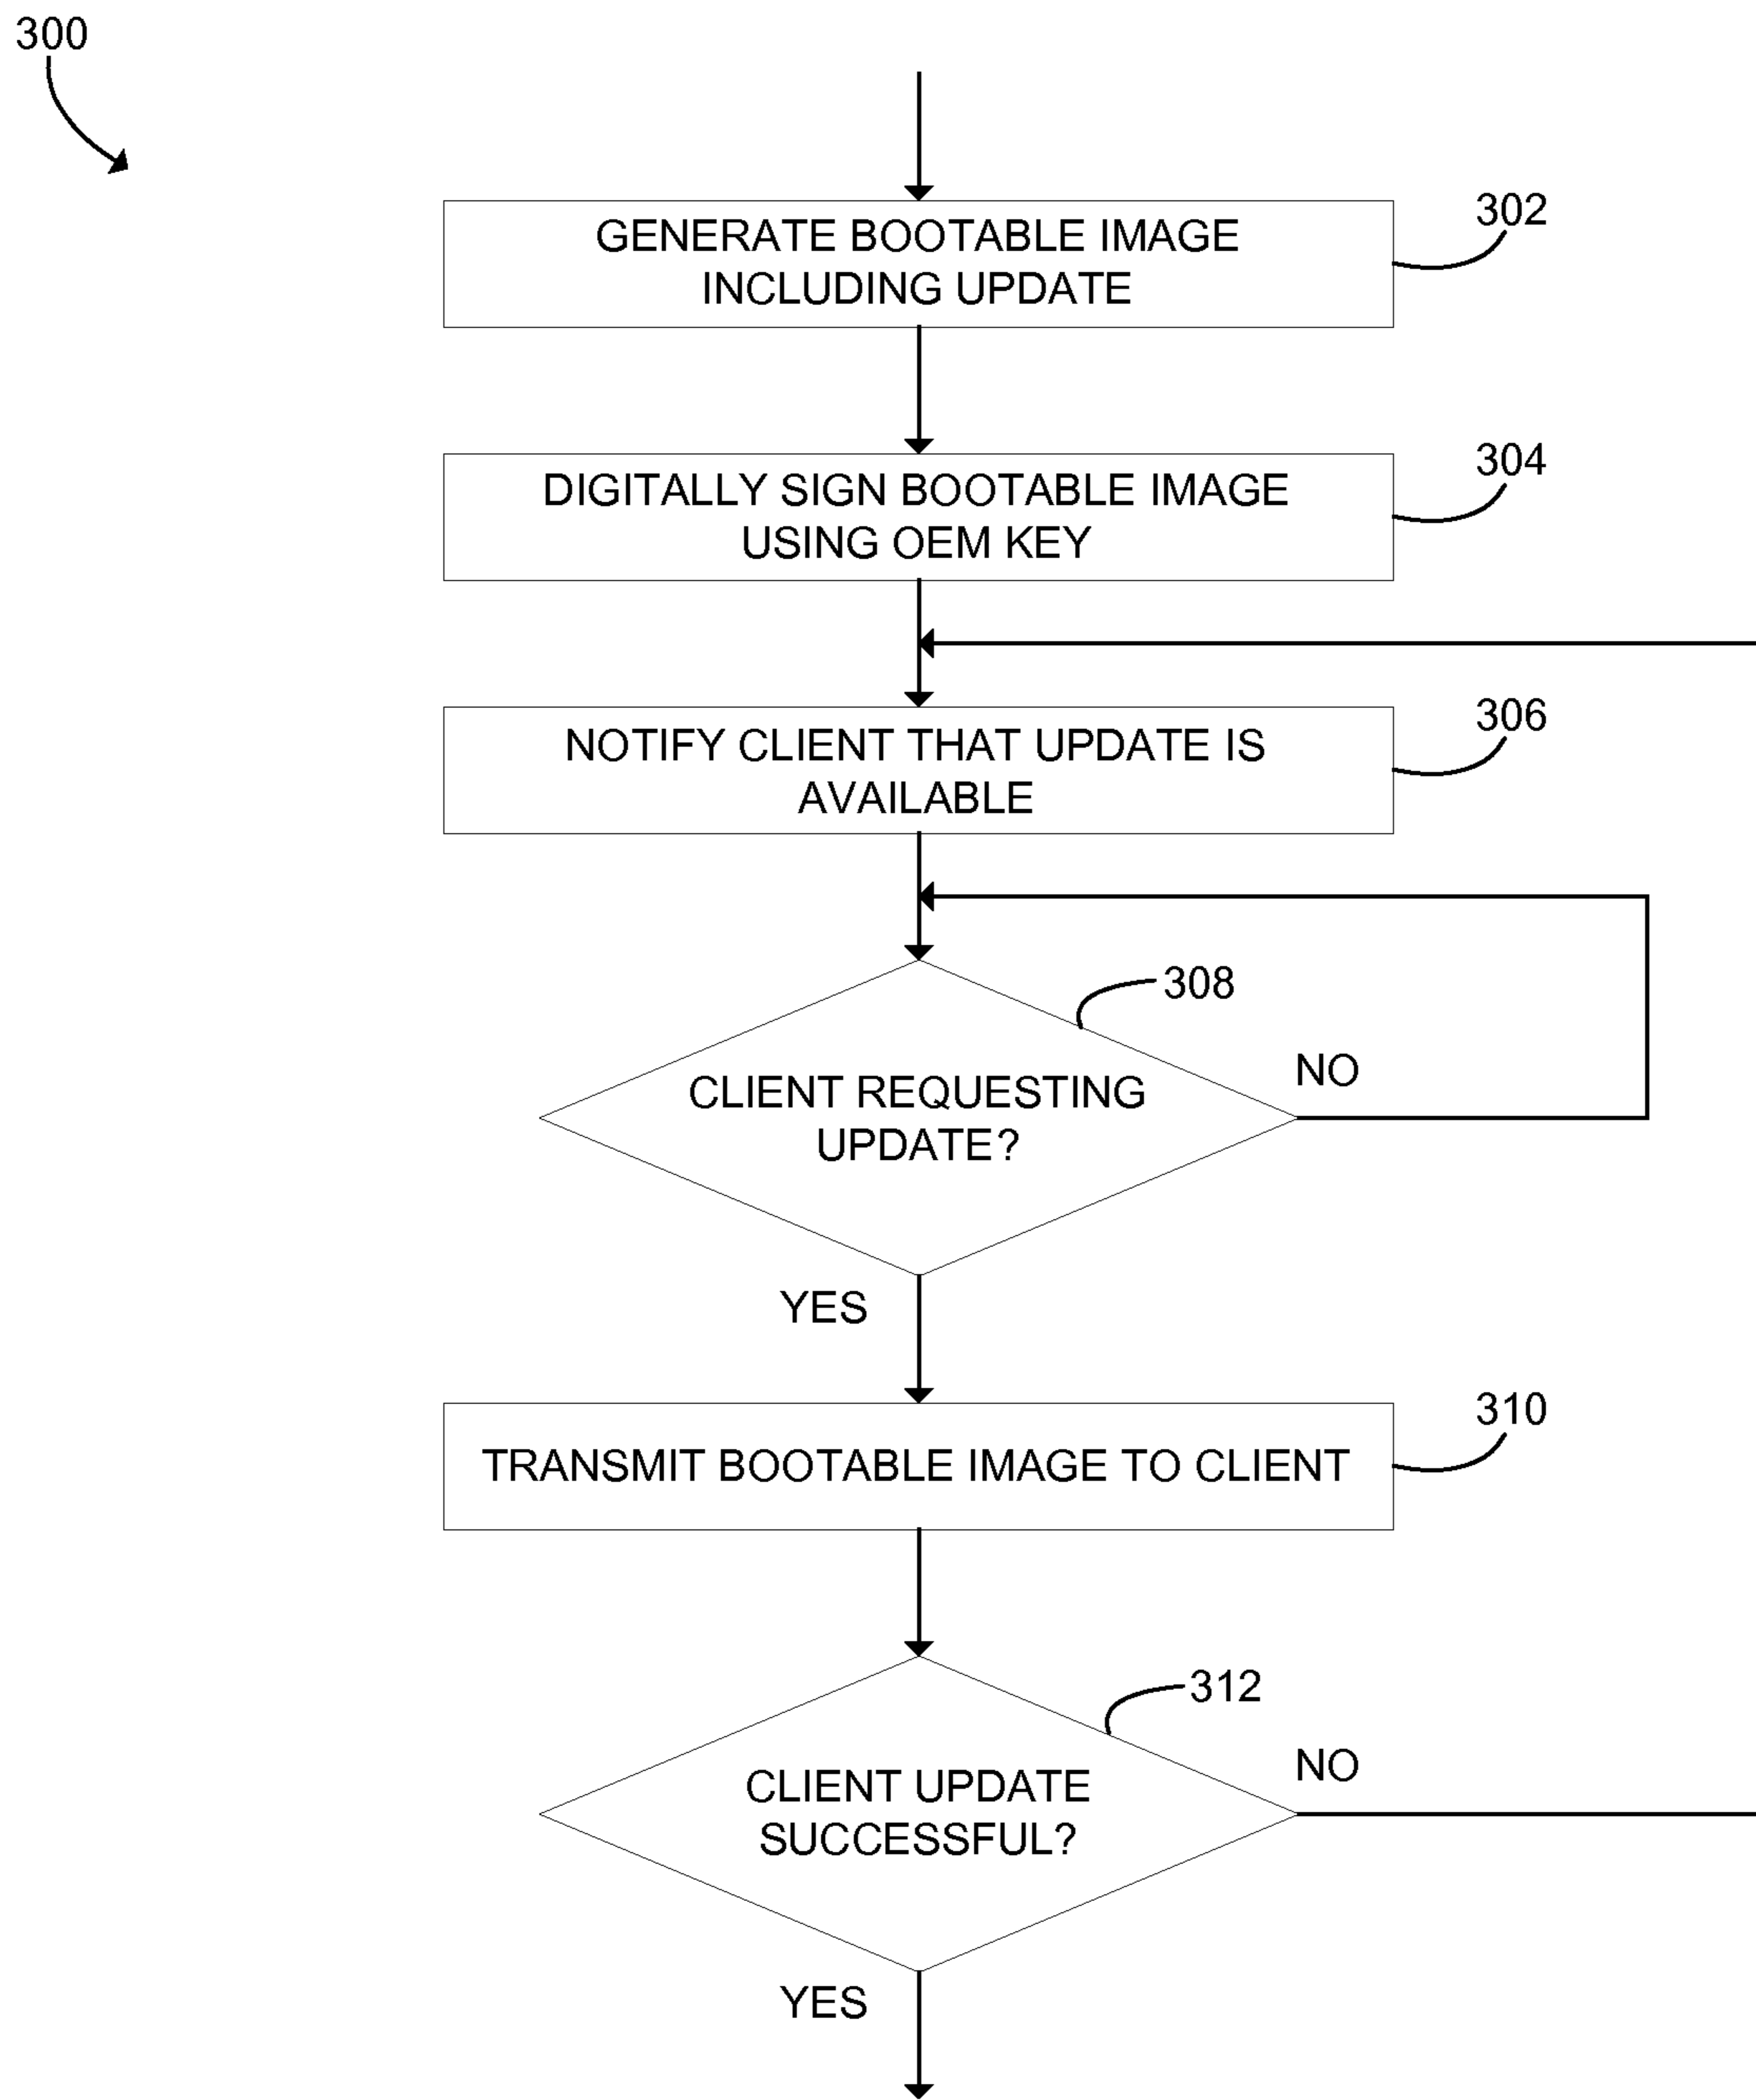 300
GENERATE BOOTABLE IMAGE
INCLUDING UPDATE
302
DIGITALLY SIGN BOOTABLE IMAGE
USING OEM KEY
304
NOTIFY CLIENT THAT UPDATE IS
AVAILABLE
306
308
CLIENT REQUESTING
UPDATE?
NO
YES
TRANSMIT BOOTABLE IMAGE TO CLIENT
310
312
CLIENT UPDATE
SUCCESSFUL?
NO
YES